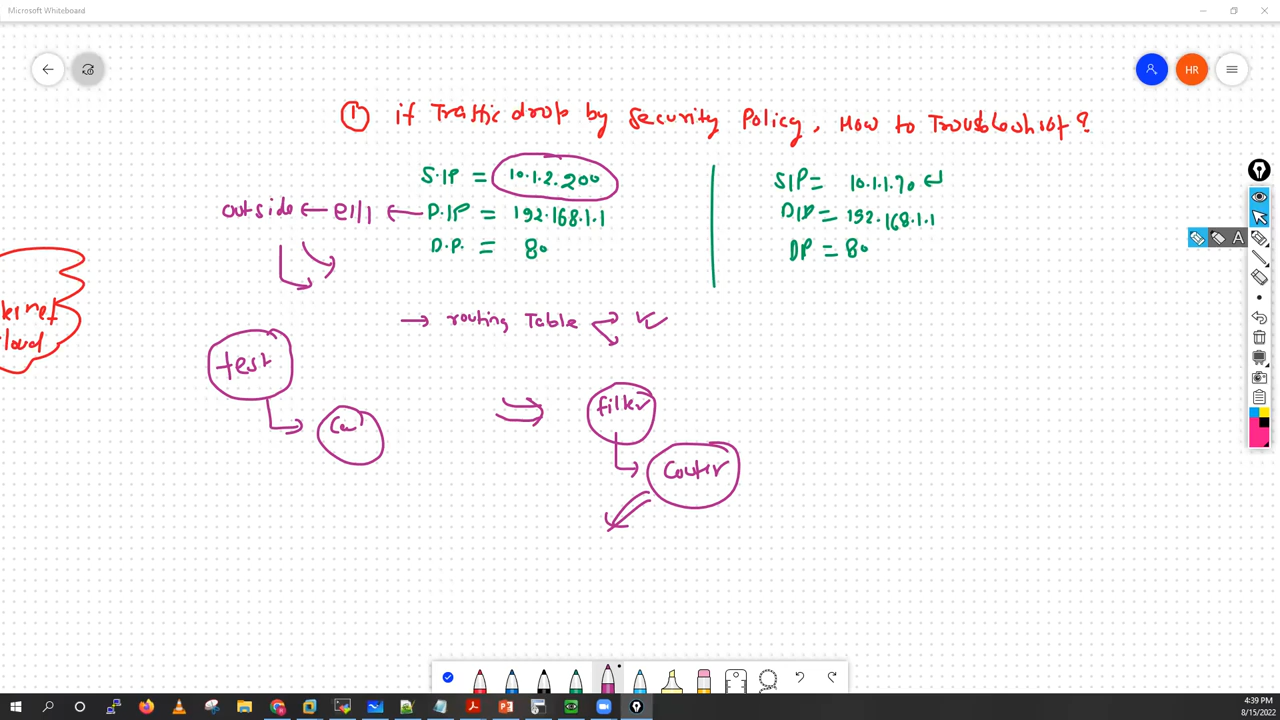 Microsoft Whiteboard
HR
① if Traffic drop by Security Policy, How to Troubleshoot?
S.IP = 10.1.2.200
outside ← e1/1 ← D.IP = 192.168.1.1
D.P. = 80
SIP = 10.1.1.70
DIP = 192.168.1.1
DP = 80
→ routing Table
test
filter
Couter
A
4:39 PM
8/15/2022